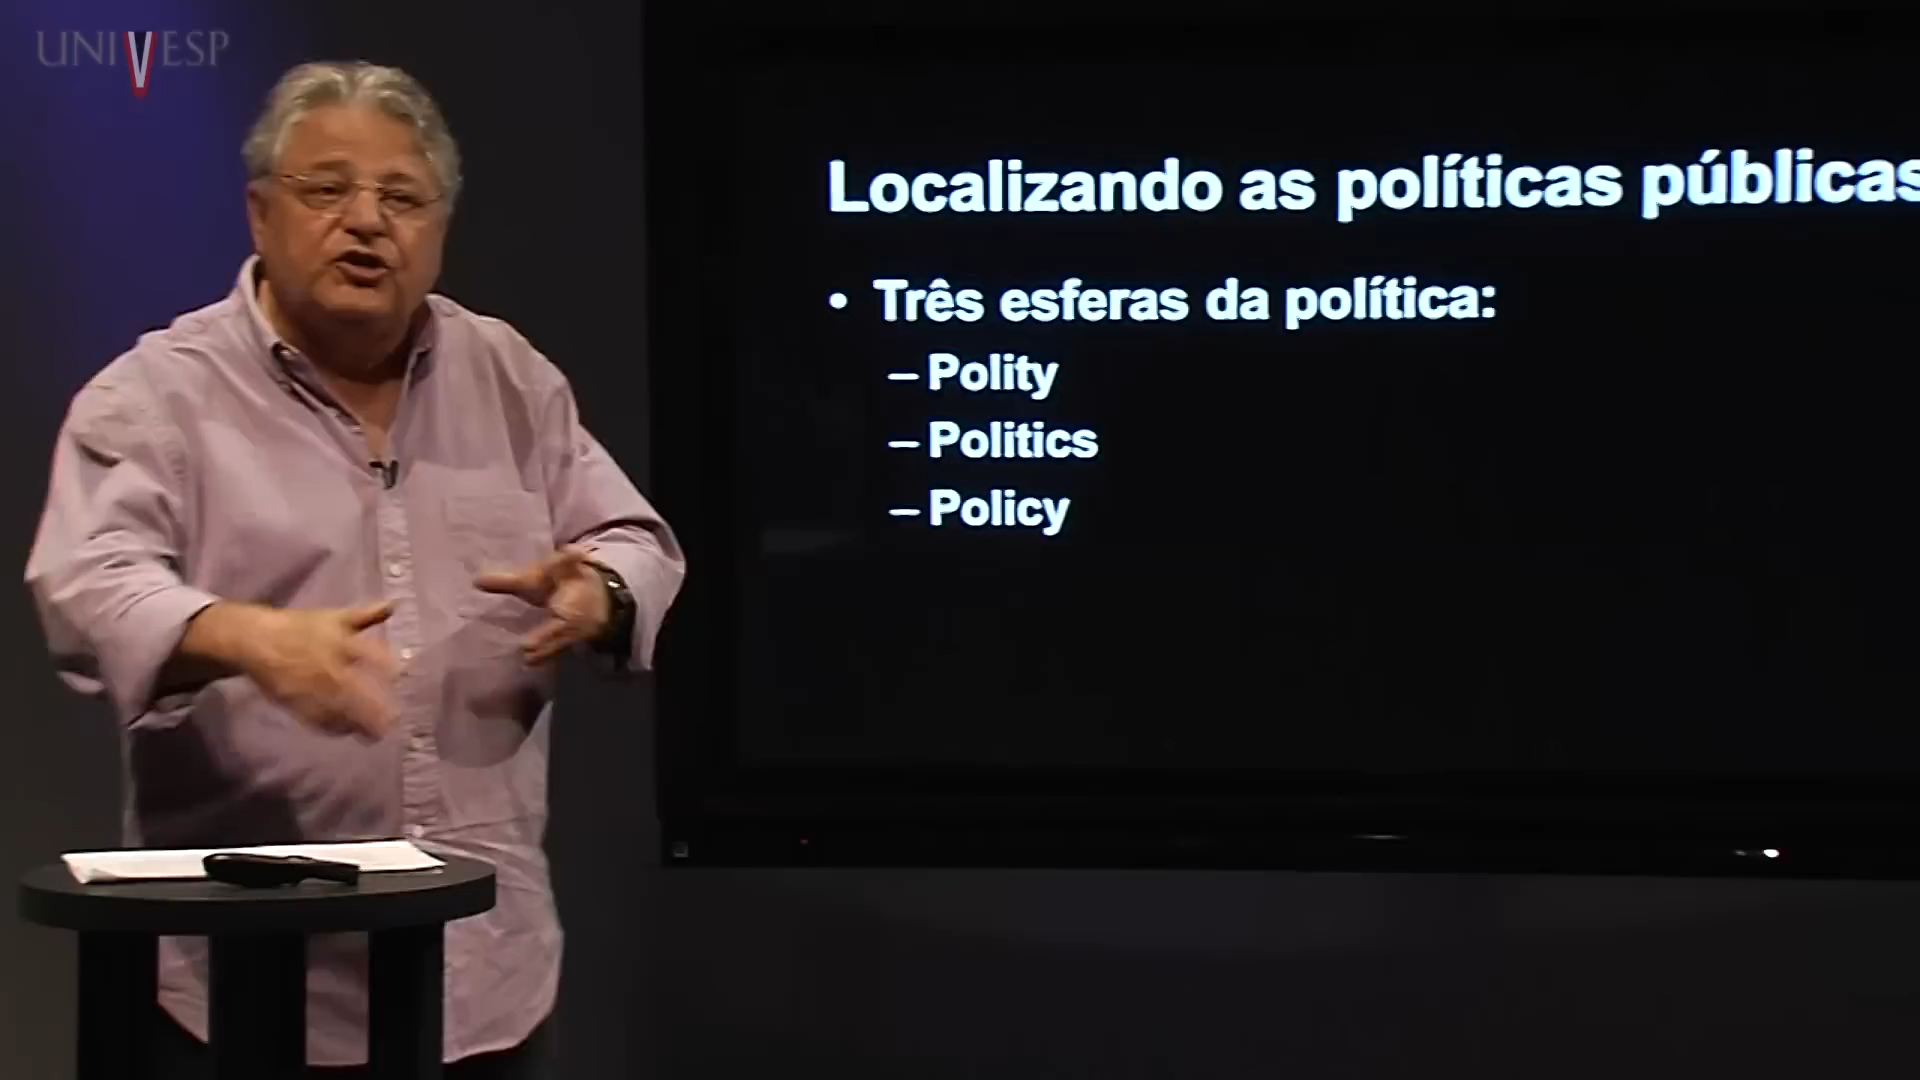 UNIVESP
Localizando as políticas públicas
• Três esferas da política:
– Polity
– Politics
– Policy